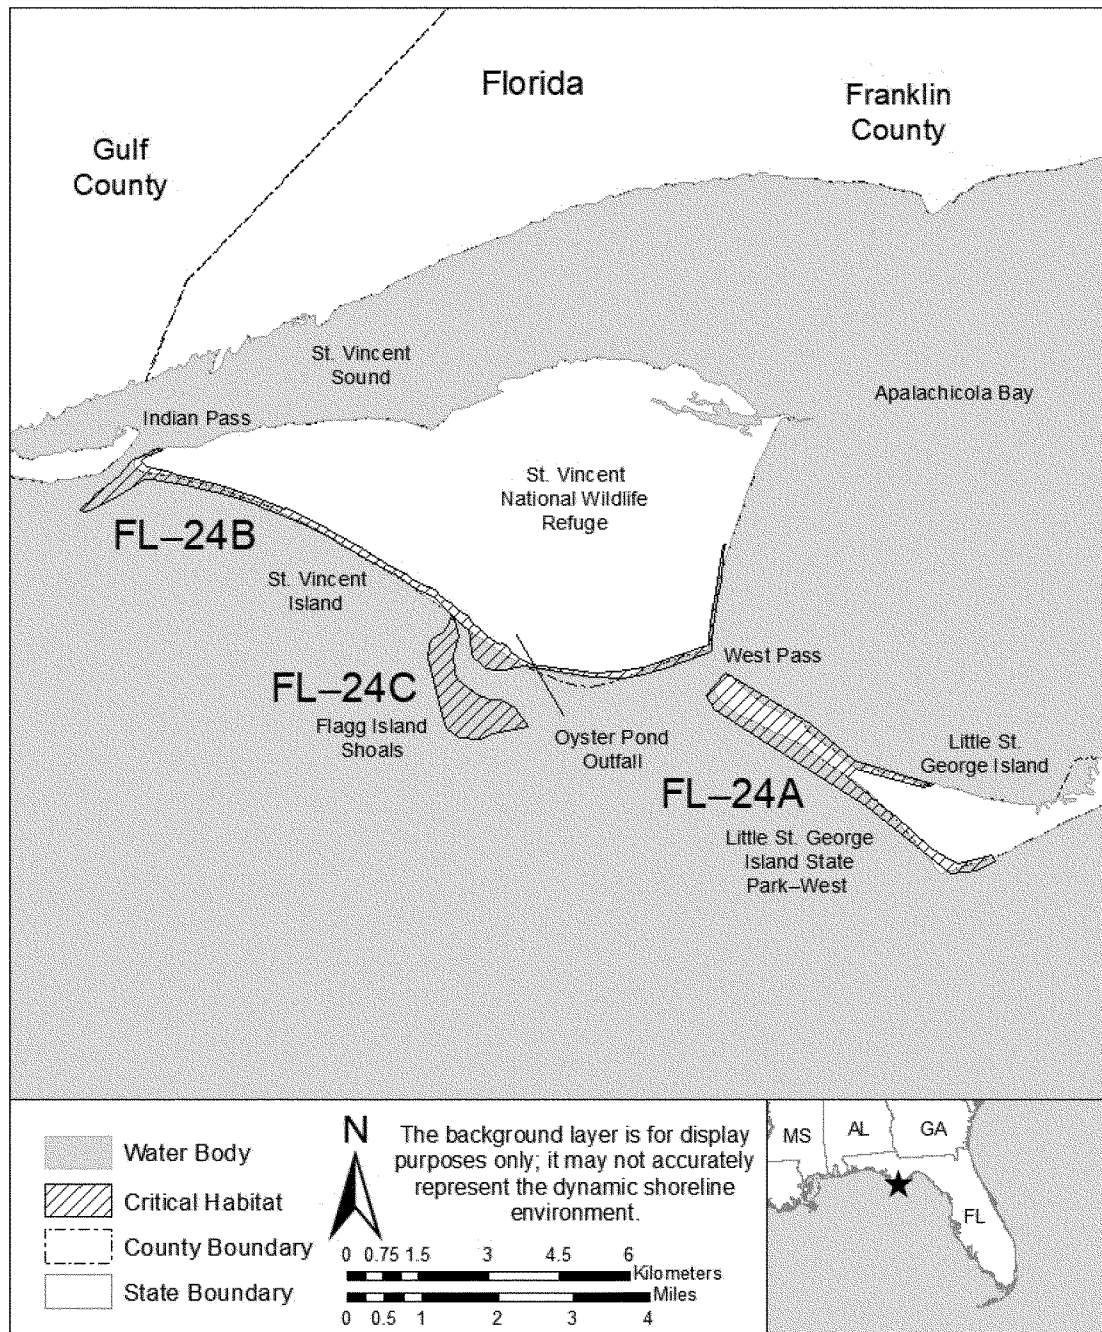 Florida
Franklin
County
Gulf
County
St. Vincent
Sound
Apalachicola Bay
Indian Pass
St. Vincent
National Wildlife
Refuge
FL–24B
St. Vincent
Island
West Pass
FL–24C
Flagg Island
Shoals
Oyster Pond
Outfall
Little St.
George Island
FL–24A
Little St. George
Island State
Park–West
Water Body
Critical Habitat
County Boundary
State Boundary
N
The background layer is for display
purposes only; it may not accurately
represent the dynamic shoreline
environment.
0 0.75 1.5 3 4.5 6
Kilometers
Miles
0 0.5 1 2 3 4
MS
AL
GA
FL